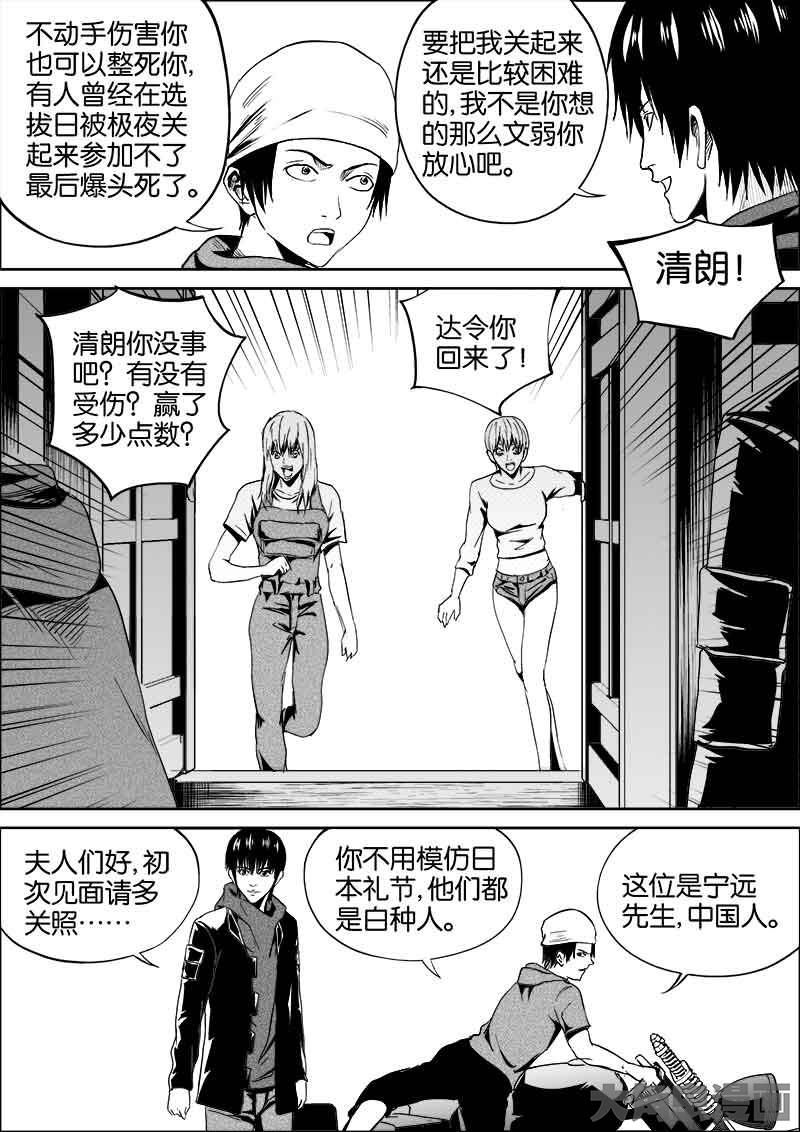 不动手伤害你
也可以整死你,
有人曾经在选
拔日被极夜关
起来参加不了
最后爆头死了。
要把我关起来
还是比较困难
的,我不是你想
的那么文弱你
放心吧。
清朗!
清朗你没事
吧?有没有
受伤?赢了
多少点数?
达令你
回来了!
夫人们好,初
次见面请多
关照……
你不用模仿日
本礼节,他们都
是白种人。
这位是宁远
先生,中国人。